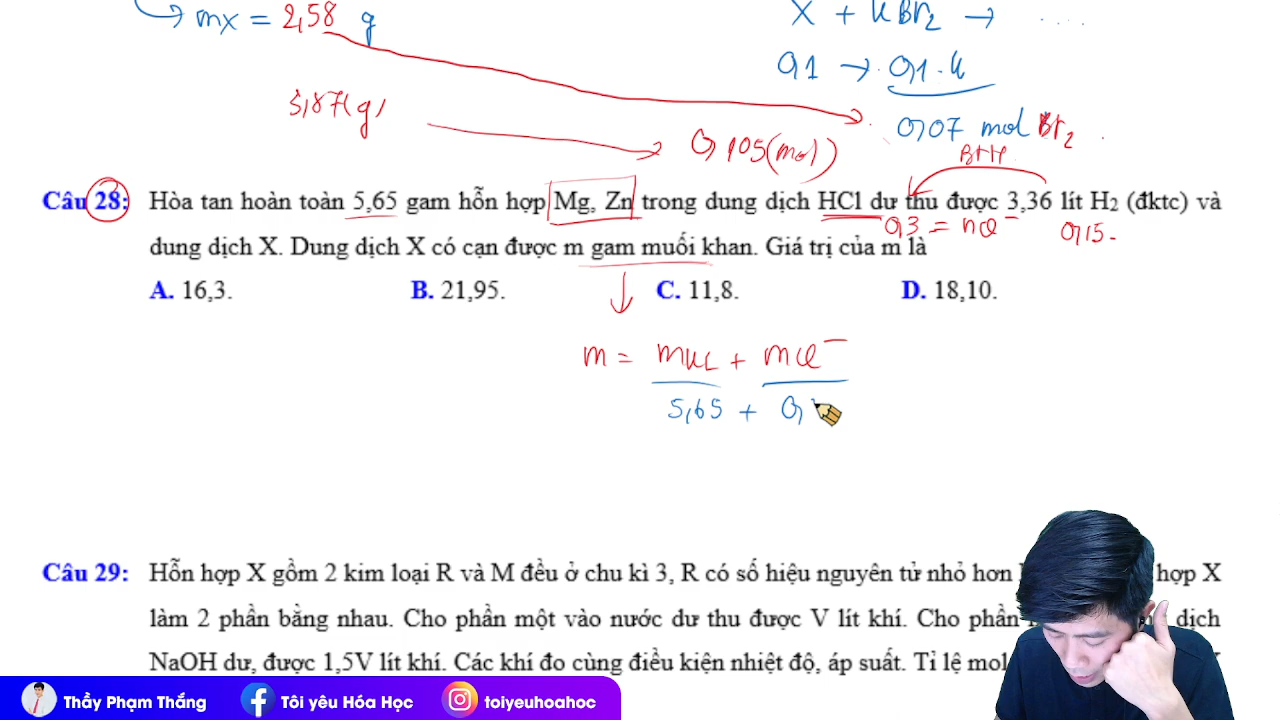 mx = 2,58 g
X + kBr2 → ....
0,1 → 0,1.k
3,87(g)
0,07 mol Br2
0,105(mol)
BTH
Câu 28: Hòa tan hoàn toàn 5,65 gam hỗn hợp Mg, Zn trong dung dịch HCl dư thu được 3,36 lít H2 (đktc) và
0,3 = nCl⁻ 0,15
dung dịch X. Dung dịch X có cạn được m gam muối khan. Giá trị của m là
A. 16,3. B. 21,95. C. 11,8. D. 18,10.
m = mKL + mCl⁻
5,65 + 0,
Câu 29: Hỗn hợp X gồm 2 kim loại R và M đều ở chu kì 3, R có số hiệu nguyên tử nhỏ hơn hợp X
làm 2 phần bằng nhau. Cho phần một vào nước dư thu được V lít khí. Cho phần dịch
NaOH dư, được 1,5V lít khí. Các khí đo cùng điều kiện nhiệt độ, áp suất. Tỉ lệ mol
Thầy Phạm Thắng Tôi yêu Hóa Học toiyeuhoahoc